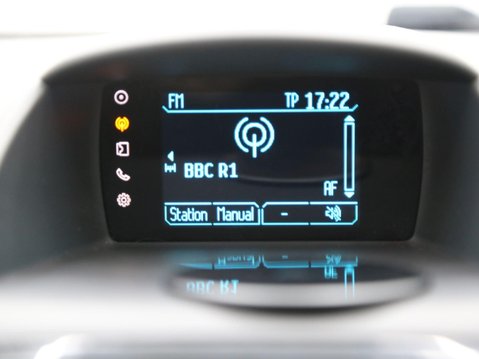 FM TP 17:22
BBC R1
AF
Station Manual -